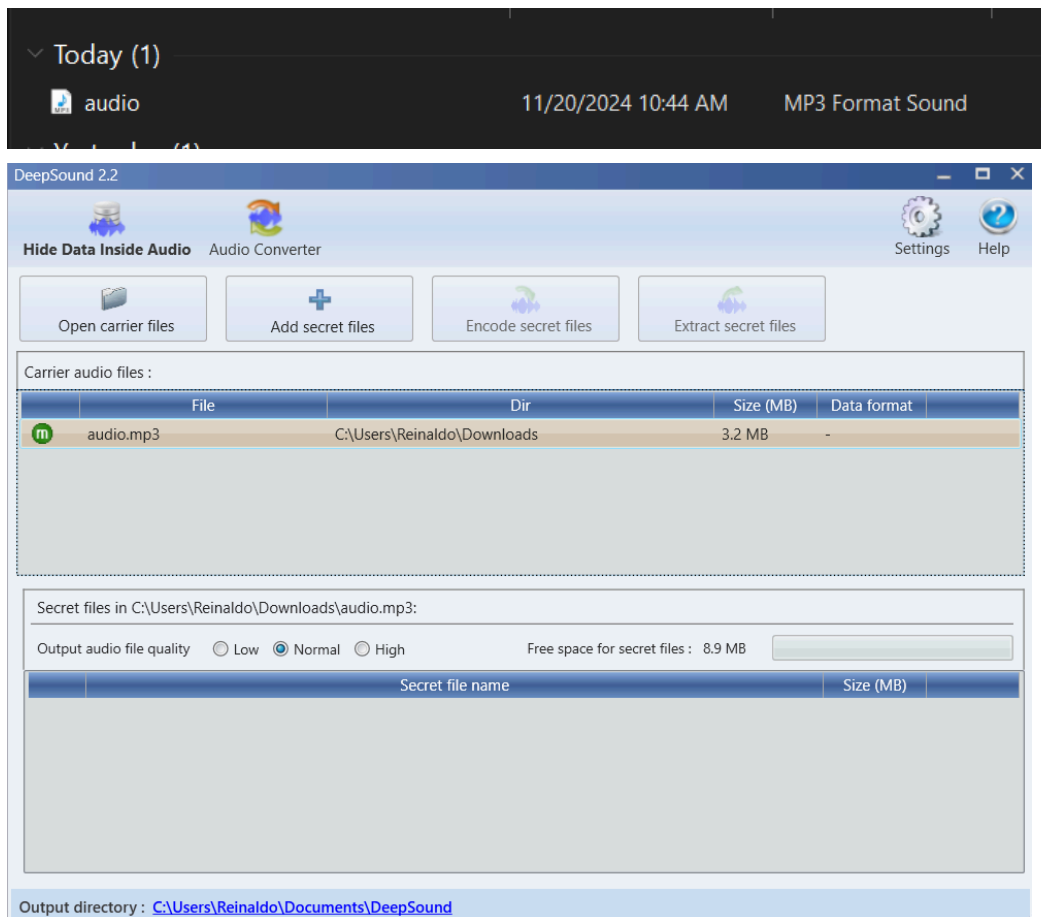 Today (1)
audio 11/20/2024 10:44 AM MP3 Format Sound
DeepSound 2.2
Hide Data Inside Audio Audio Converter Settings Help
Open carrier files Add secret files Encode secret files Extract secret files
Carrier audio files :
File Dir Size (MB) Data format
m audio.mp3 C:\Users\Reinaldo\Downloads 3.2 MB -
Secret files in C:\Users\Reinaldo\Downloads\audio.mp3:
Output audio file quality Low Normal High Free space for secret files : 8.9 MB
Secret file name Size (MB)
Output directory : C:\Users\Reinaldo\Documents\DeepSound